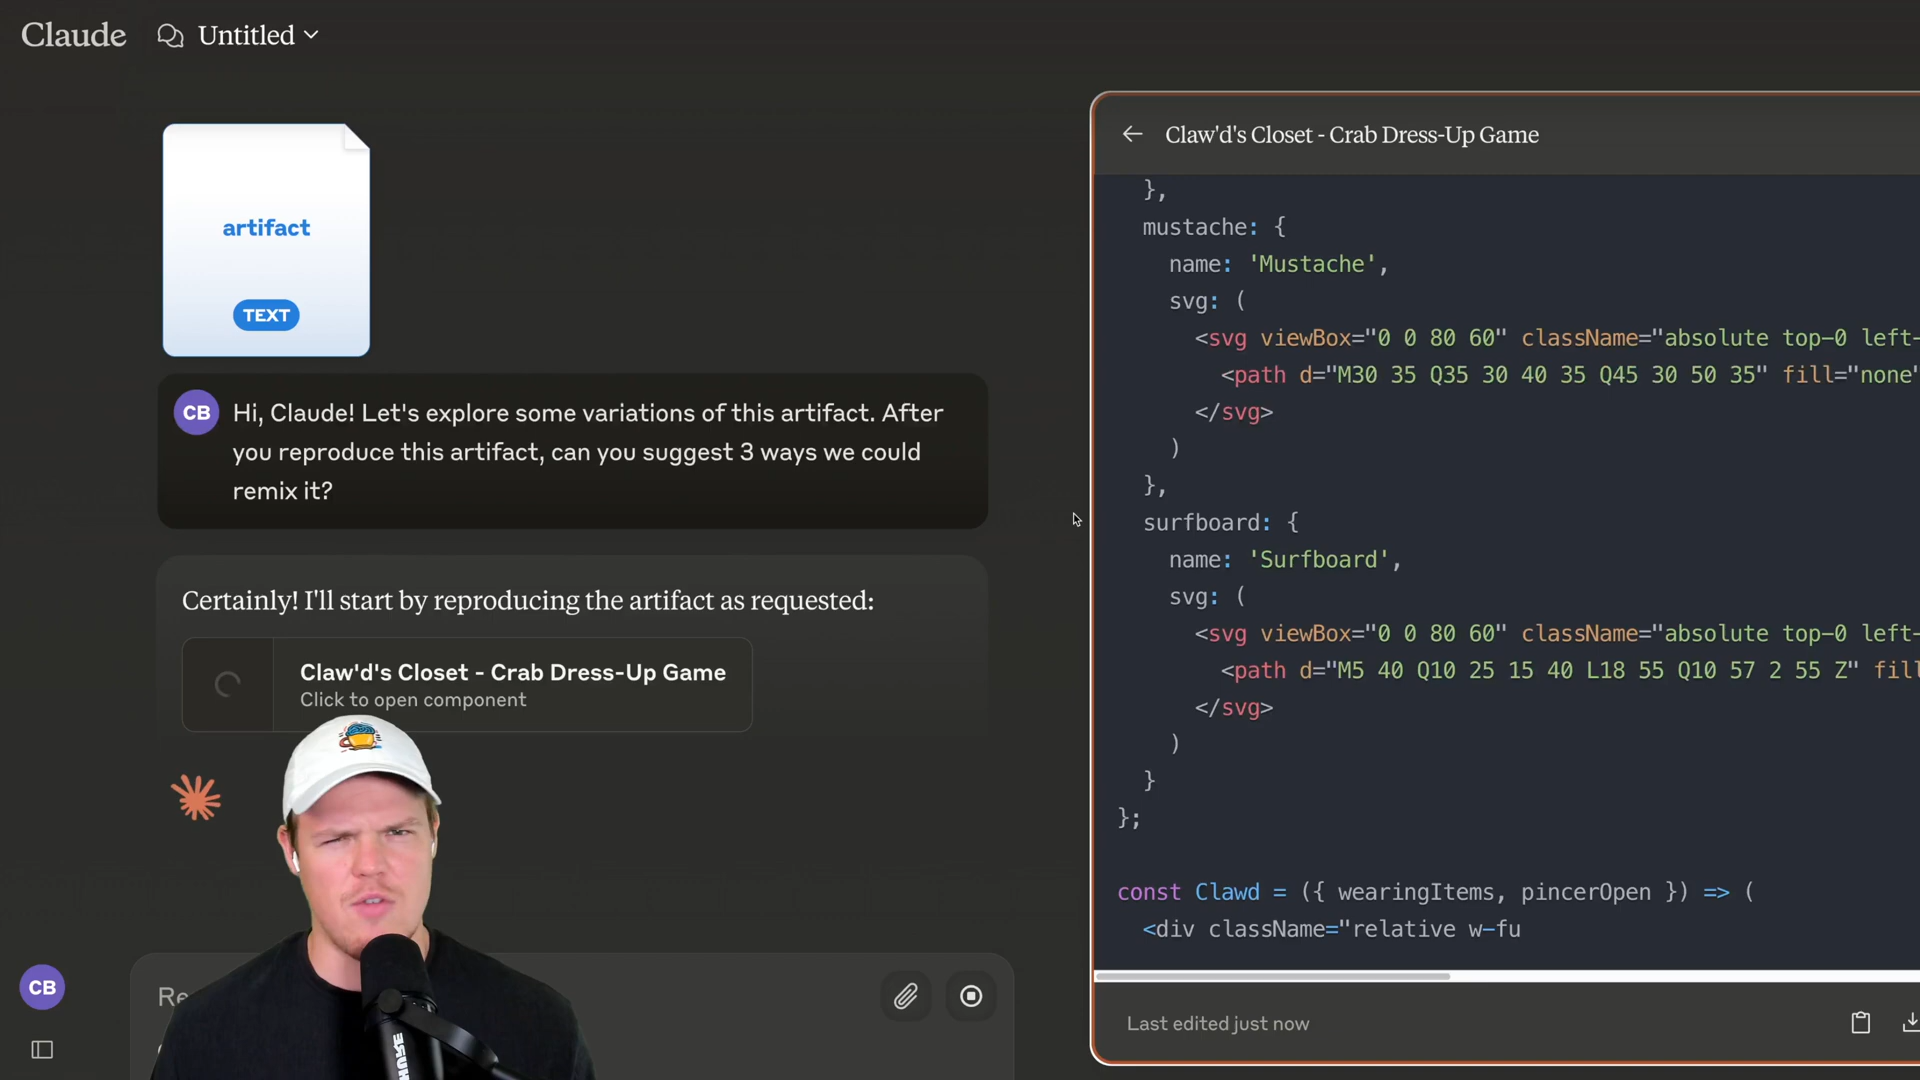 Claude
Untitled
artifact
TEXT
CB
Hi, Claude! Let's explore some variations of this artifact. After
you reproduce this artifact, can you suggest 3 ways we could
remix it?
Certainly! I'll start by reproducing the artifact as requested:
Claw'd's Closet - Crab Dress-Up Game
Click to open component
CB
Re
Claw'd's Closet - Crab Dress-Up Game
},
mustache: {
name: 'Mustache',
svg: (
<svg viewBox="0 0 80 60" className="absolute top-0 left-
<path d="M30 35 Q35 30 40 35 Q45 30 50 35" fill="none"
</svg>
)
},
surfboard: {
name: 'Surfboard',
svg: (
<svg viewBox="0 0 80 60" className="absolute top-0 left-
<path d="M5 40 Q10 25 15 40 L18 55 Q10 57 2 55 Z" fill
</svg>
)
}
};
const Clawd = ({ wearingItems, pincerOpen }) => (
<div className="relative w-fu
Last edited just now